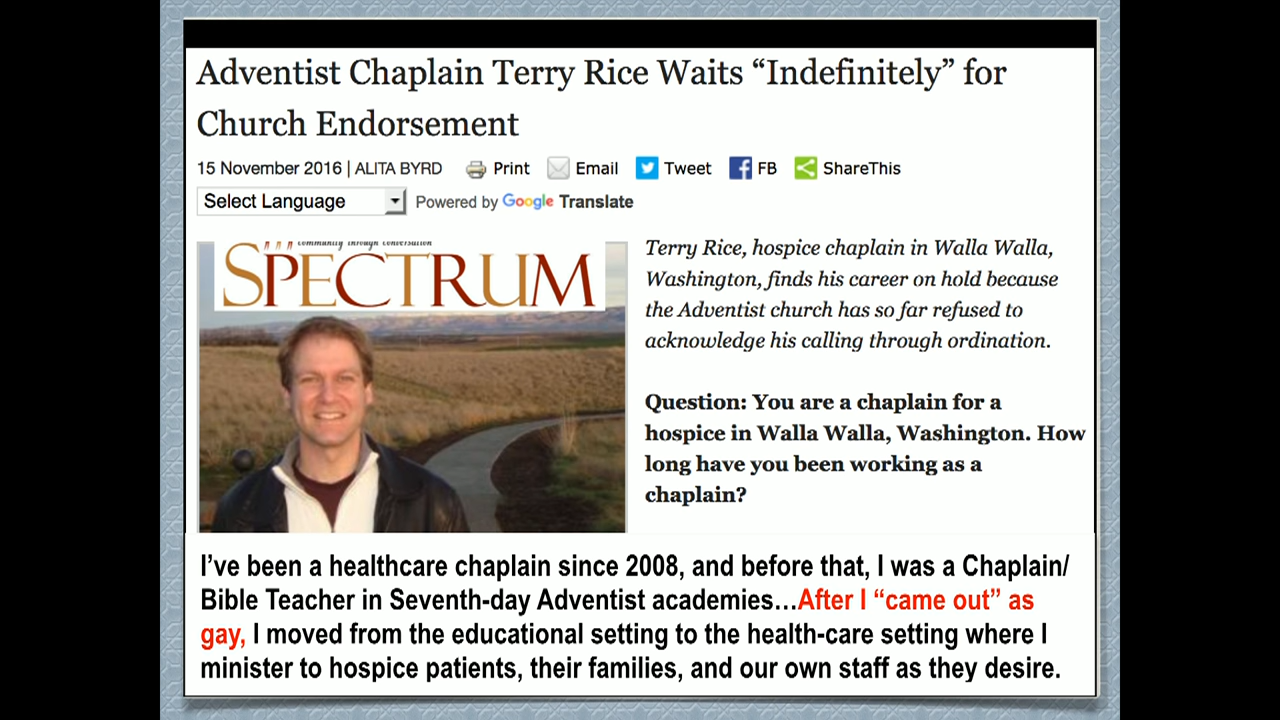 Adventist Chaplain Terry Rice Waits “Indefinitely” for
Church Endorsement
15 November 2016 | ALITA BYRD Print Email Tweet FB ShareThis
Select Language Powered by Google Translate
community through conversation
SPECTRUM
Terry Rice, hospice chaplain in Walla Walla,
Washington, finds his career on hold because
the Adventist church has so far refused to
acknowledge his calling through ordination.
Question: You are a chaplain for a
hospice in Walla Walla, Washington. How
long have you been working as a
chaplain?
I’ve been a healthcare chaplain since 2008, and before that, I was a Chaplain/
Bible Teacher in Seventh-day Adventist academies…After I “came out” as
gay, I moved from the educational setting to the health-care setting where I
minister to hospice patients, their families, and our own staff as they desire.